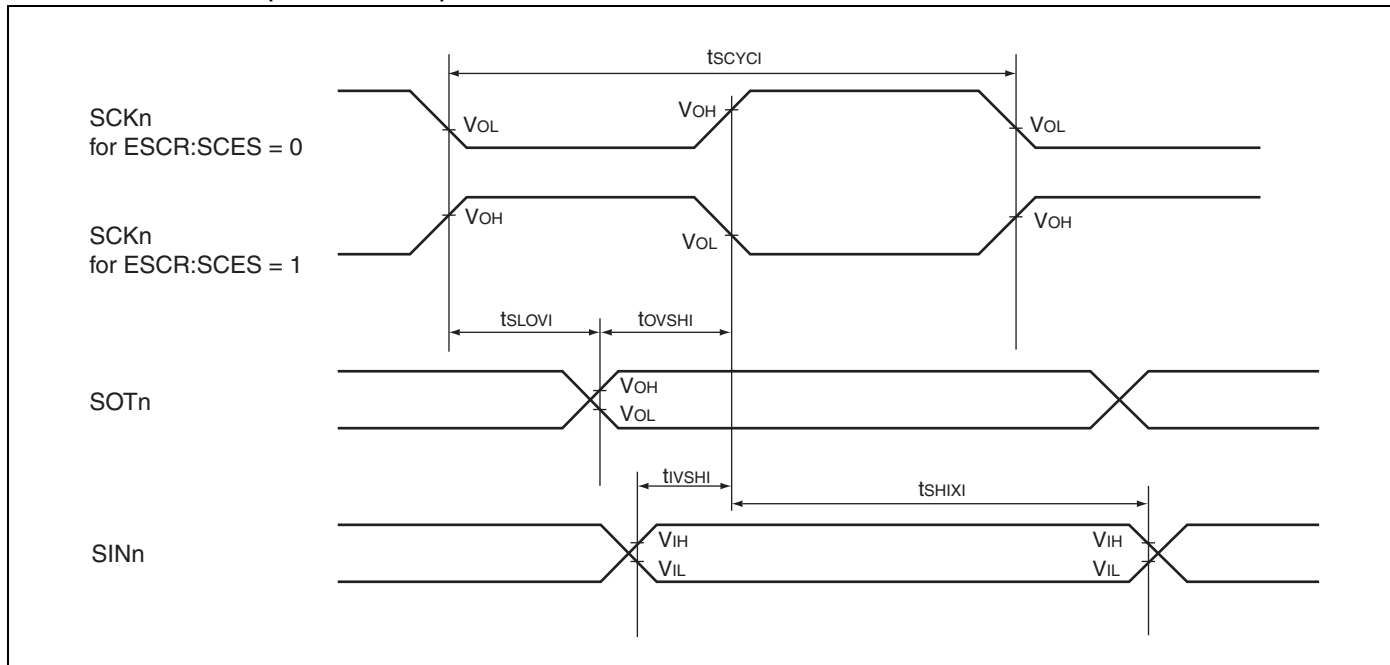 tSCYCI
SCKn
for ESCR:SCES = 0
VOL
VOH
VOL
SCKn
for ESCR:SCES = 1
VOH
VOL
VOH
tSLOVI
tOVSHI
SOTn
VOH
VOL
tIVSHI
tSHIXI
SINn
VIH
VIL
VIH
VIL